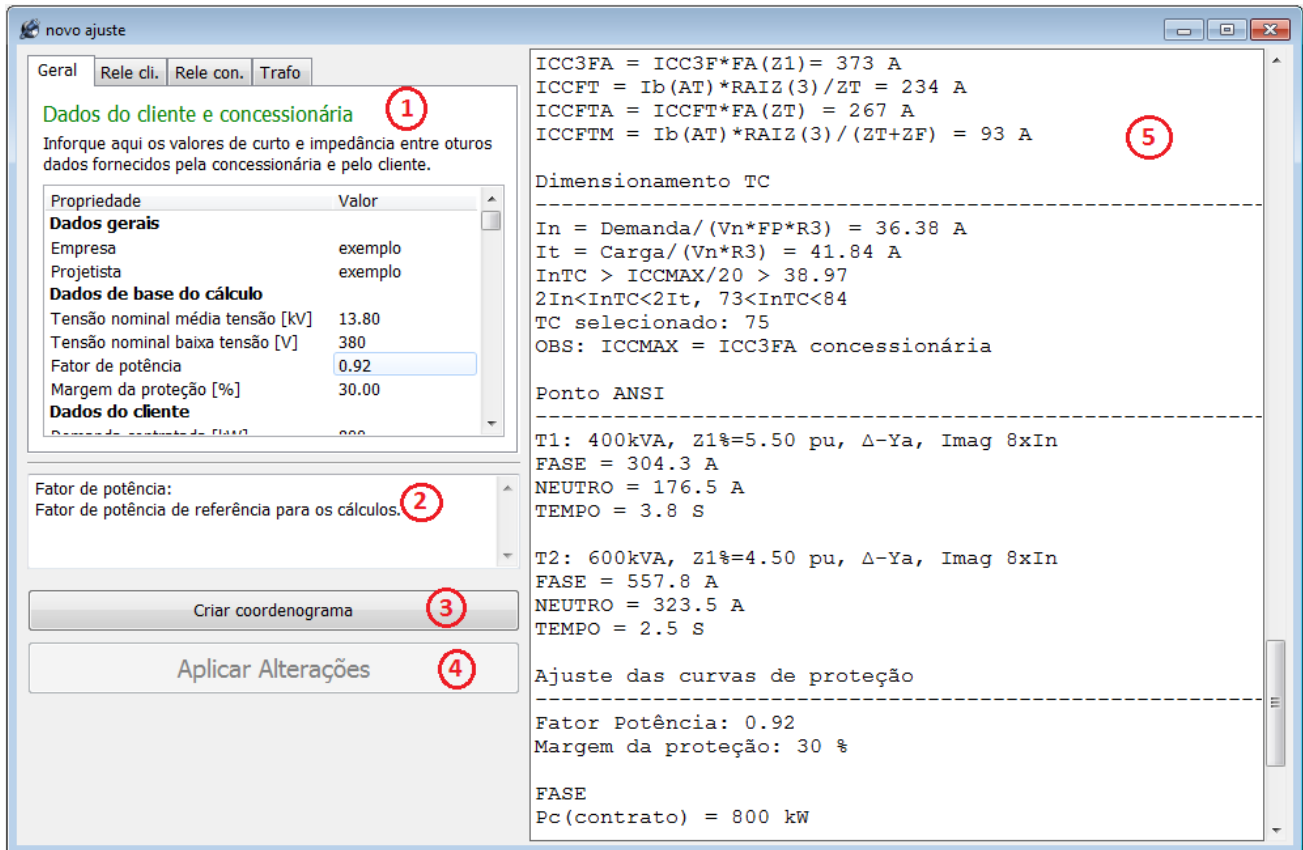 novo ajuste
Geral
Rele cli.
Rele con.
Trafo
Dados do cliente e concessionária
1
Inforque aqui os valores de curto e impedância entre oturos
dados fornecidos pela concessionária e pelo cliente.
Propriedade Valor
Dados gerais
Empresa exemplo
Projetista exemplo
Dados de base do cálculo
Tensão nominal média tensão [kV] 13.80
Tensão nominal baixa tensão [V] 380
Fator de potência 0.92
Margem da proteção [%] 30.00
Dados do cliente
Demanda contratada [kW] 800
Fator de potência:
Fator de potência de referência para os cálculos.
2
Criar coordenograma
3
Aplicar Alterações
4
ICC3FA = ICC3F*FA(Z1)= 373 A
ICCFT = Ib(AT)*RAIZ(3)/ZT = 234 A
ICCFTA = ICCFT*FA(ZT) = 267 A
ICCFTM = Ib(AT)*RAIZ(3)/(ZT+ZF) = 93 A
5
Dimensionamento TC
------------------------------------------------------------
In = Demanda/(Vn*FP*R3) = 36.38 A
It = Carga/(Vn*R3) = 41.84 A
InTC > ICCMAX/20 > 38.97
2In<InTC<2It, 73<InTC<84
TC selecionado: 75
OBS: ICCMAX = ICC3FA concessionária
Ponto ANSI
------------------------------------------------------------
T1: 400kVA, Z1%=5.50 pu, Δ-Ya, Imag 8xIn
FASE = 304.3 A
NEUTRO = 176.5 A
TEMPO = 3.8 S
T2: 600kVA, Z1%=4.50 pu, Δ-Ya, Imag 8xIn
FASE = 557.8 A
NEUTRO = 323.5 A
TEMPO = 2.5 S
Ajuste das curvas de proteção
------------------------------------------------------------
Fator Potência: 0.92
Margem da proteção: 30 %
FASE
Pc(contrato) = 800 kW